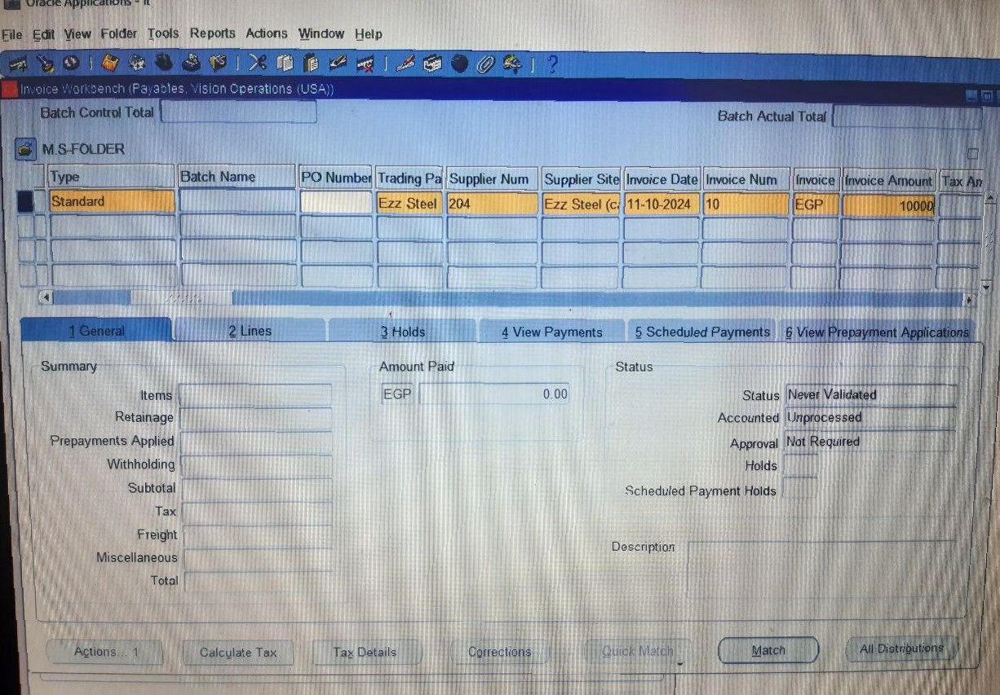 Oracle Applications - it
File Edit View Folder Tools Reports Actions Window Help
Invoice Workbench (Payables, Vision Operations (USA))
Batch Control Total Batch Actual Total
M.S-FOLDER
Type Batch Name PO Number Trading Pa Supplier Num Supplier Site Invoice Date Invoice Num Invoice Invoice Amount Tax Am
Standard Ezz Steel 204 Ezz Steel (ca 11-10-2024 10 EGP 10000
1 General 2 Lines 3 Holds 4 View Payments 5 Scheduled Payments 6 View Prepayment Applications
Summary Amount Paid Status
Items EGP 0.00 Status Never Validated
Retainage Accounted Unprocessed
Prepayments Applied Approval Not Required
Withholding Holds
Subtotal Scheduled Payment Holds
Tax
Freight
Miscellaneous Description
Total
Actions... 1 Calculate Tax Tax Details Corrections Quick Match Match All Distributions